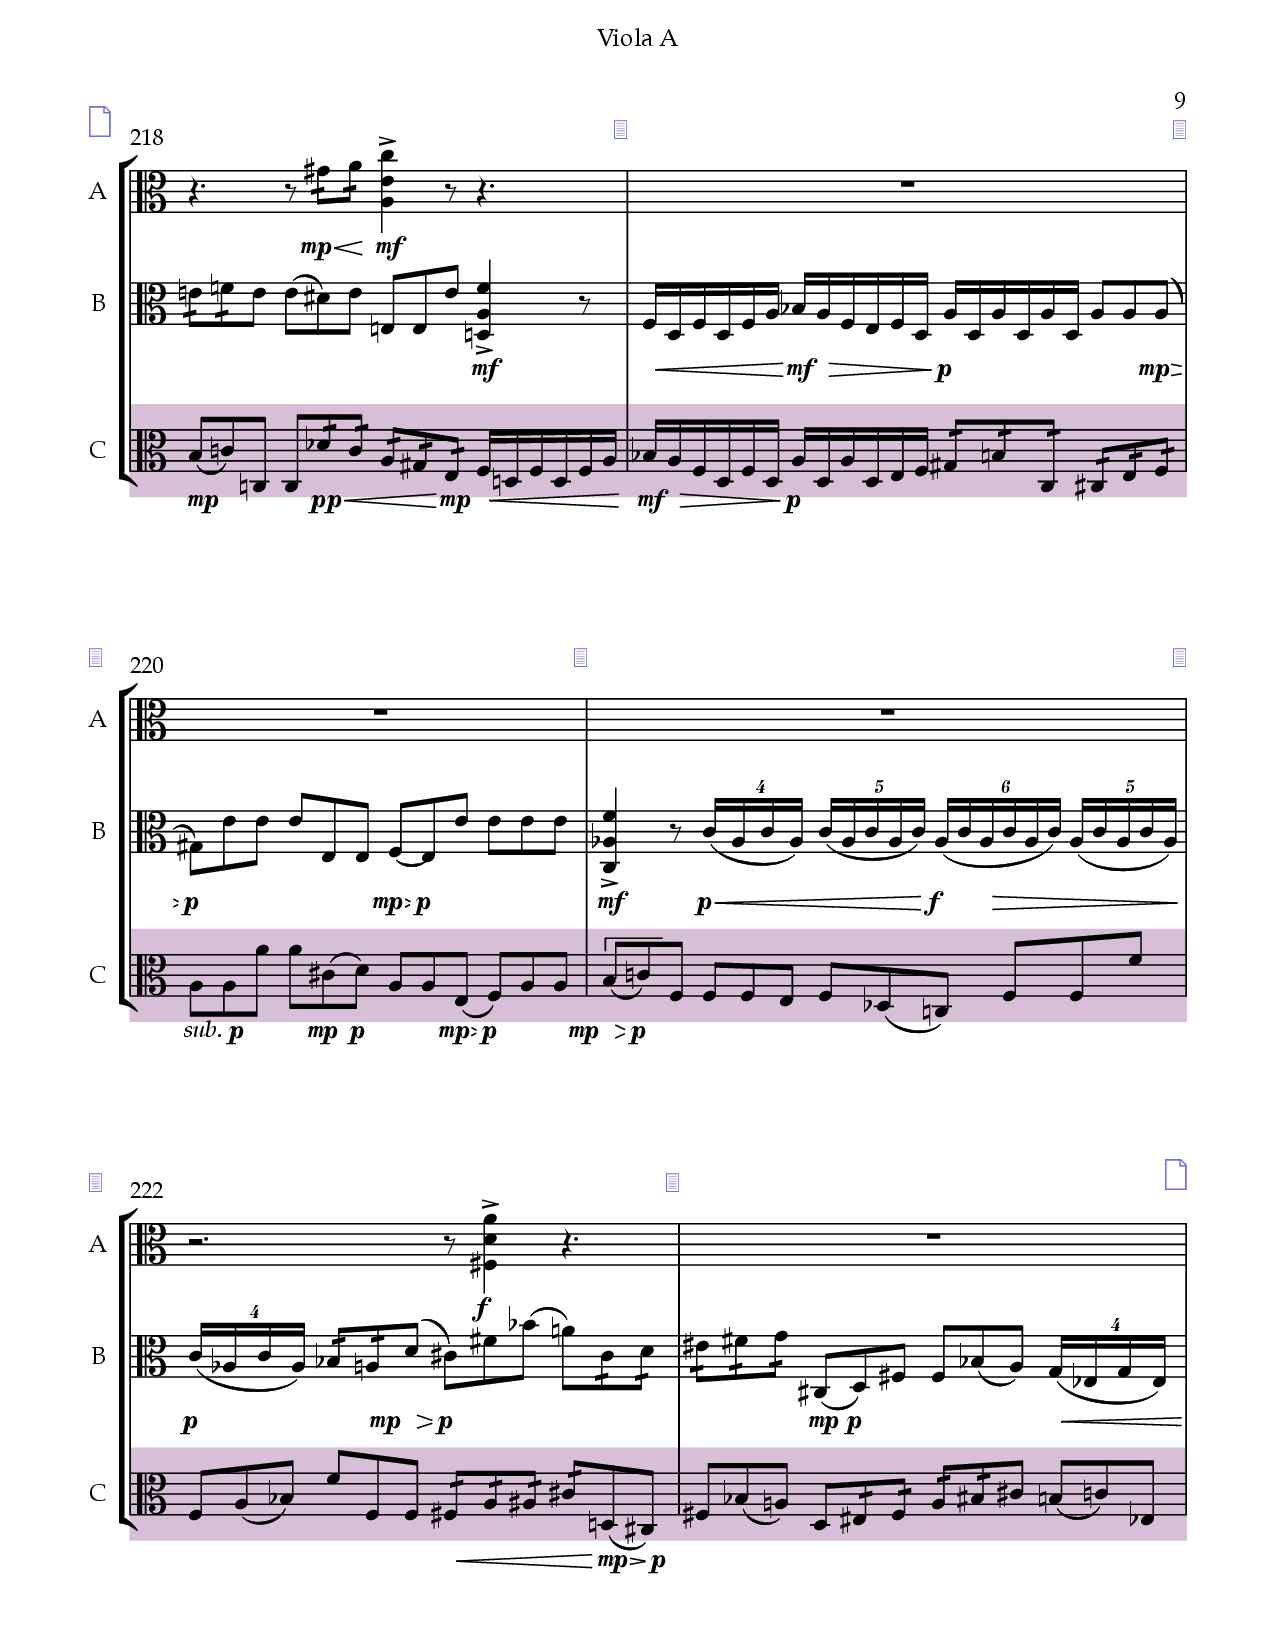 Viola A
9
218
A
mp mf
B
mf mf p mp
C
mp pp mp mf p
220
A
B
4 5 6 5
p mp p mf p f
C
sub. p mp p mp p mp p
222
A
f
B
4 4
p mp p mp p
C
mp p